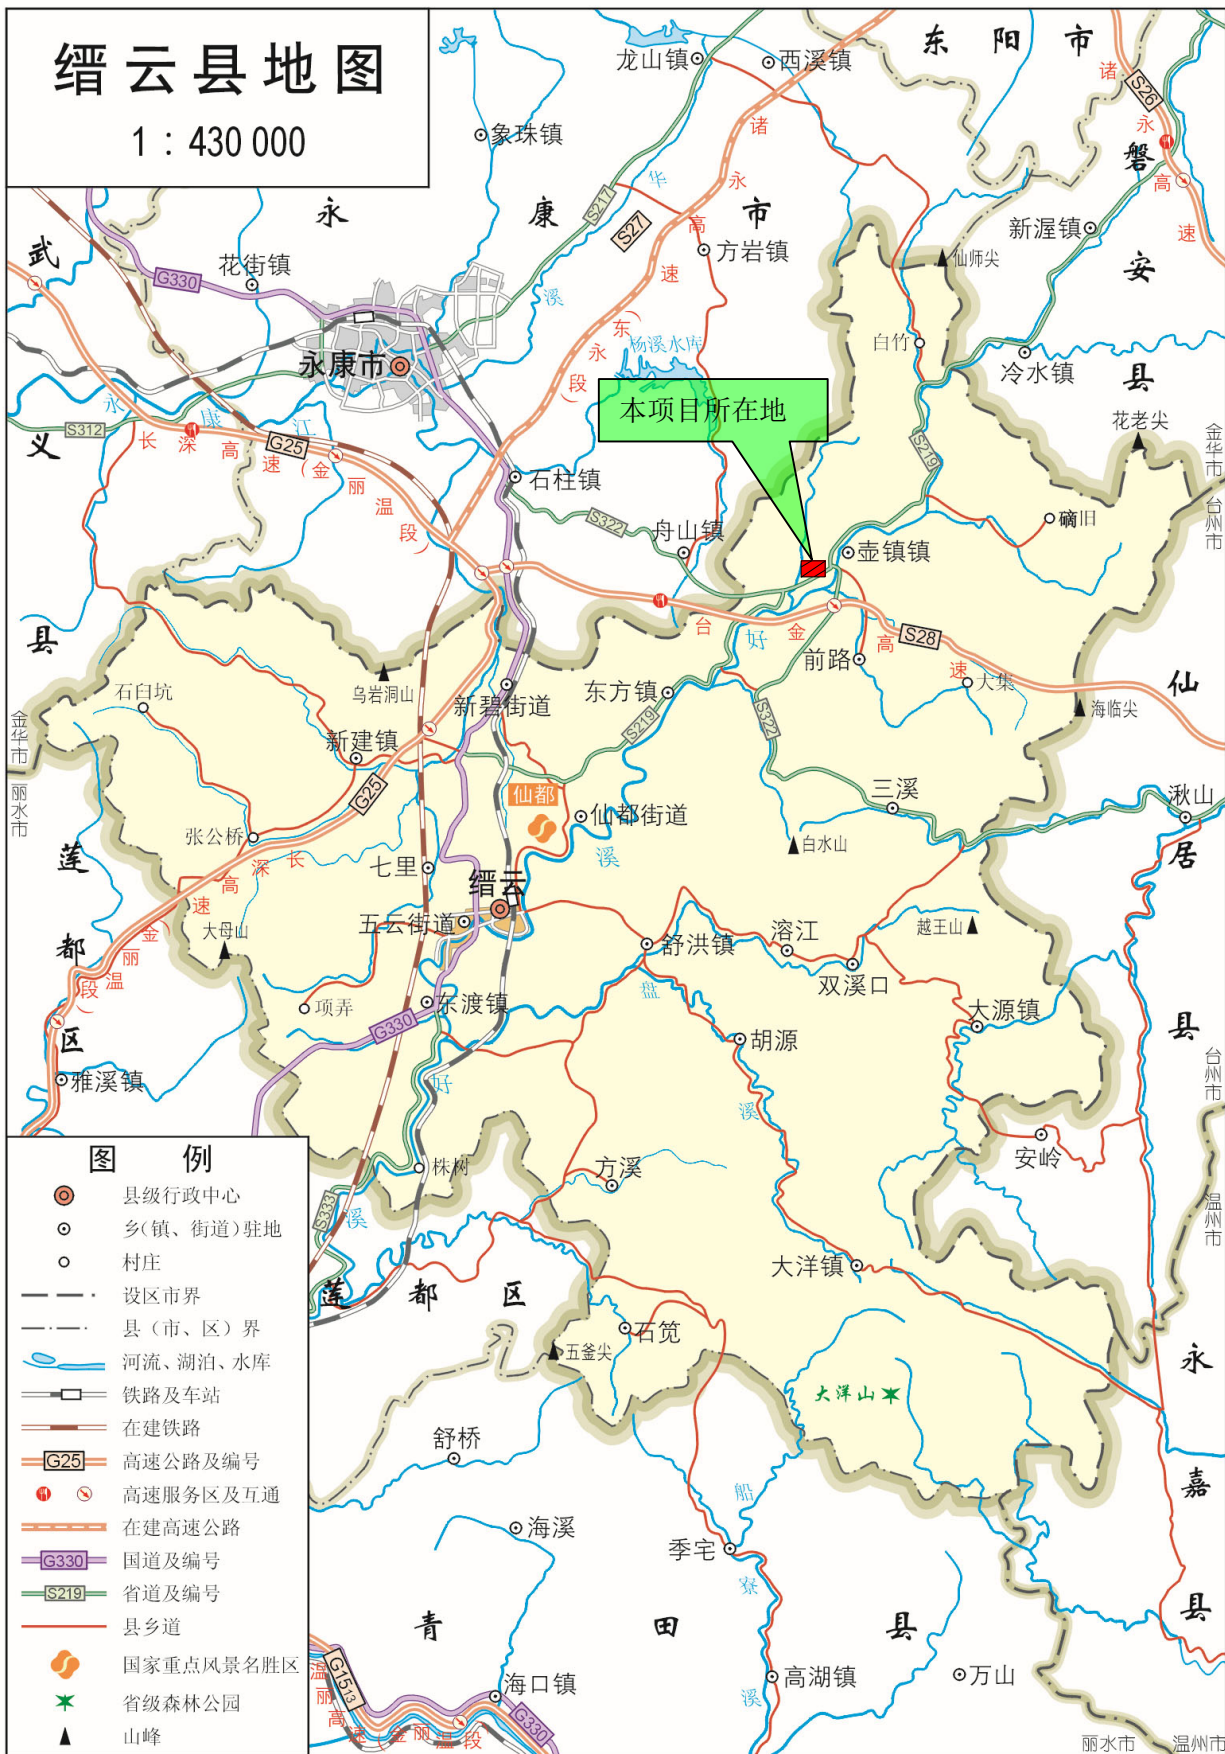 缙云县地图
1：430 000
东阳市
诸
永
高
速
S26
磐
安
县
龙山镇
西溪镇
象珠镇
永
康
市
S217
华
溪
S27
诸
永
高
速
（永东段）
方岩镇
新渥镇
仙师尖
武
义
县
花街镇
G330
永康市
杨溪水库
白竹
冷水镇
花老尖
金华市
台州市
本项目所在地
永
康
江
S312
长
深
高
速
G25
（金
丽
温
段）
石柱镇
S322
舟山镇
S219
壶镇镇
礵旧
台
金
高
速
S28
好
前路
大集
海临尖
仙
居
县
石臼坑
乌岩洞山
新碧街道
东方镇
S219
S322
金华市
丽水市
新建镇
G25
仙都
仙都街道
溪
三溪
湫山
白水山
张公桥
长
深
高
速
（金
丽
温
段）
七里
缙云
莲
都
区
大母山
五云街道
舒洪镇
溶江
越王山
双溪口
盘
溪
项弄
东渡镇
G330
胡源
大源镇
雅溪镇
好
溪
台州市
温州市
安岭
株树
方溪
S333
大洋镇
莲都区
石笕
五釜尖
大洋山
永
嘉
县
舒桥
船
寮
溪
海溪
季宅
青田县
高湖镇
万山
海口镇
G1513
温
丽
高
速
（金
丽
温
段）
G330
丽水市
温州市
图 例
县级行政中心
乡(镇、街道)驻地
村庄
设区市界
县（市、区）界
河流、湖泊、水库
铁路及车站
在建铁路
G25 高速公路及编号
高速服务区及互通
在建高速公路
G330 国道及编号
S219 省道及编号
县乡道
国家重点风景名胜区
省级森林公园
山峰